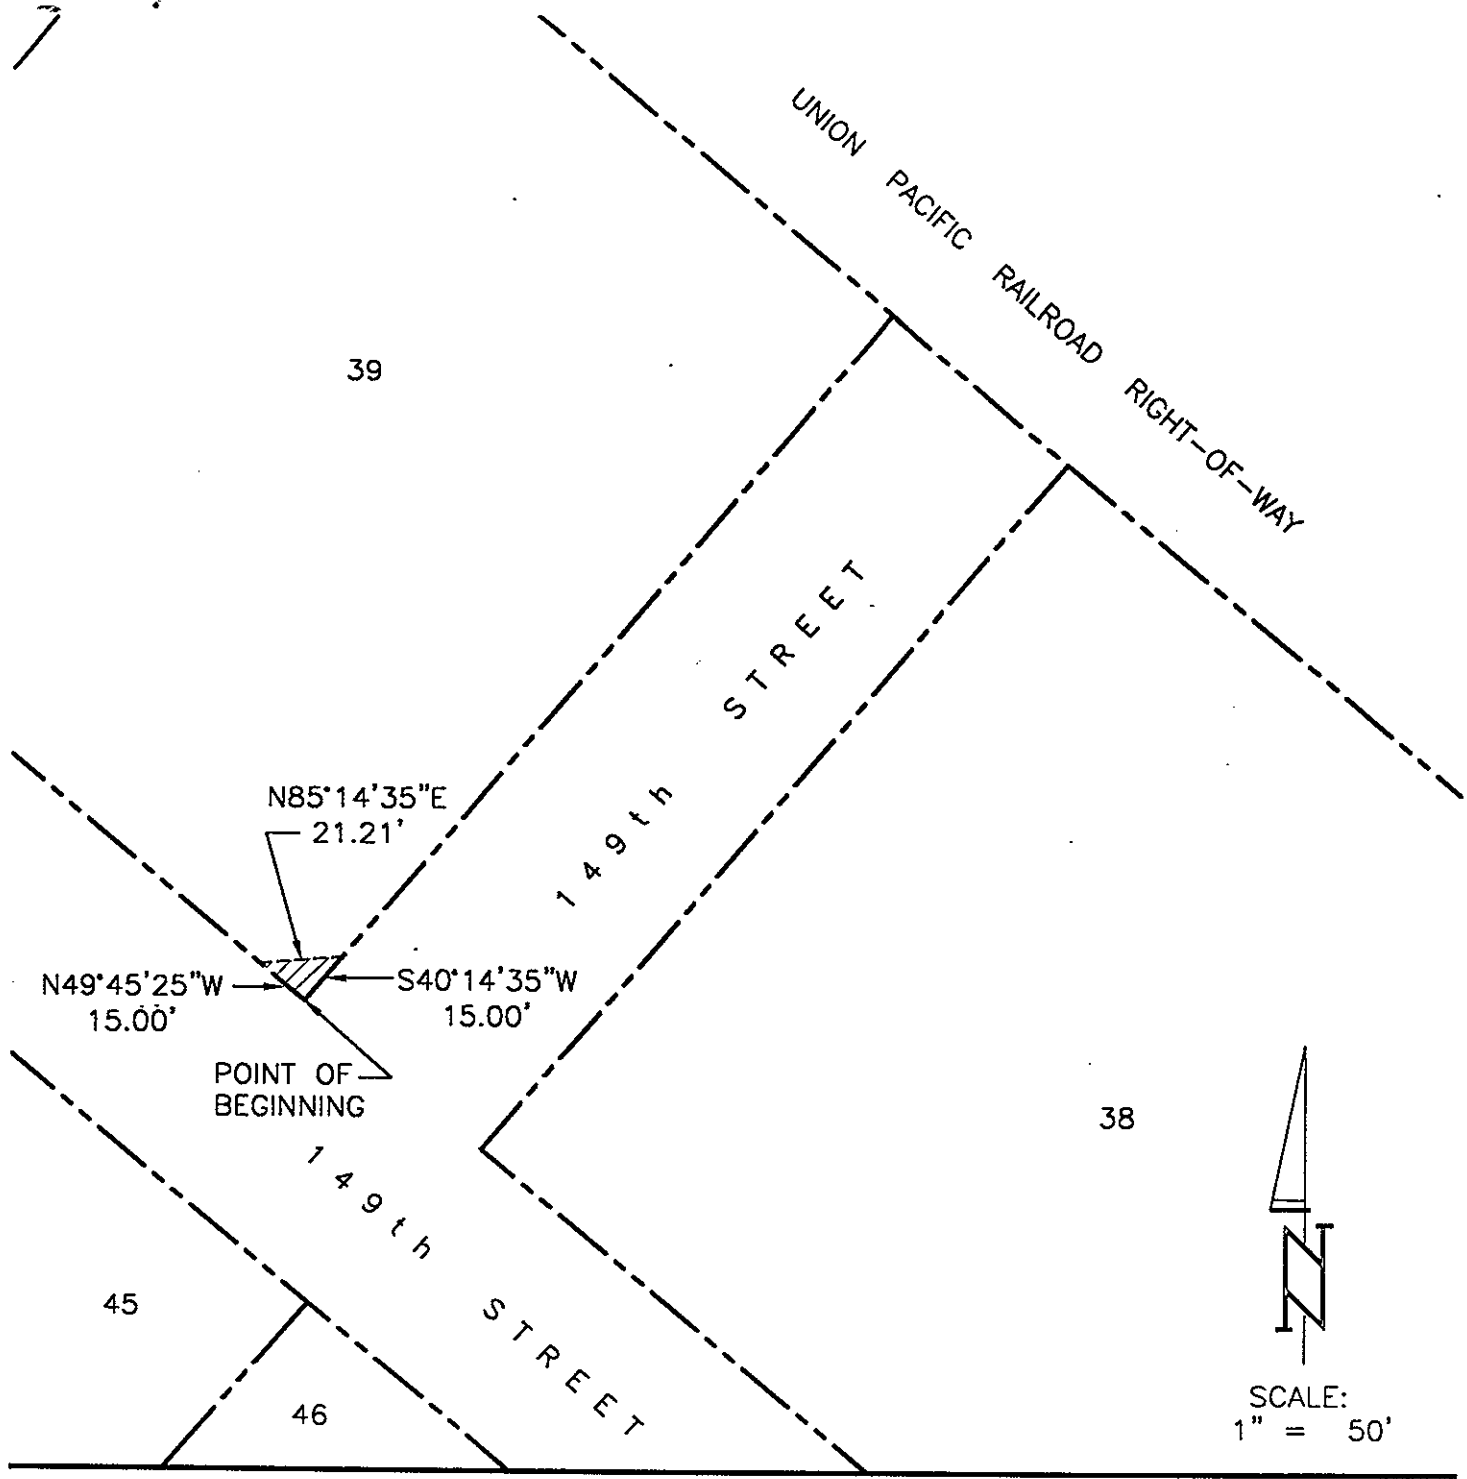 UNION PACIFIC RAILROAD RIGHT-OF-WAY
39
149th STREET
N85°14'35"E
21.21'
N49°45'25"W
15.00'
S40°14'35"W
15.00'
POINT OF
BEGINNING
38
149th STREET
45
46
N
SCALE:
1" = 50'